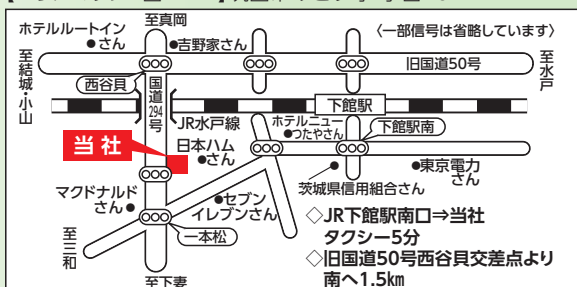 至真岡
ホテルルートイン
さん
吉野家さん
〈一部信号は省略しています〉
至結城・小山
西谷貝
旧国道50号
至水戸
国道294号
下館駅
JR水戸線
ホテルニュー
つたやさん
下館駅南
当社
日本ハム
さん
東京電力
さん
茨城県信用組合さん
マクドナルド
さん
セブン
イレブンさん
一本松
至三和
至下妻
◇JR下館駅南口⇒当社
タクシー5分
◇旧国道50号西谷貝交差点より
南へ1.5km